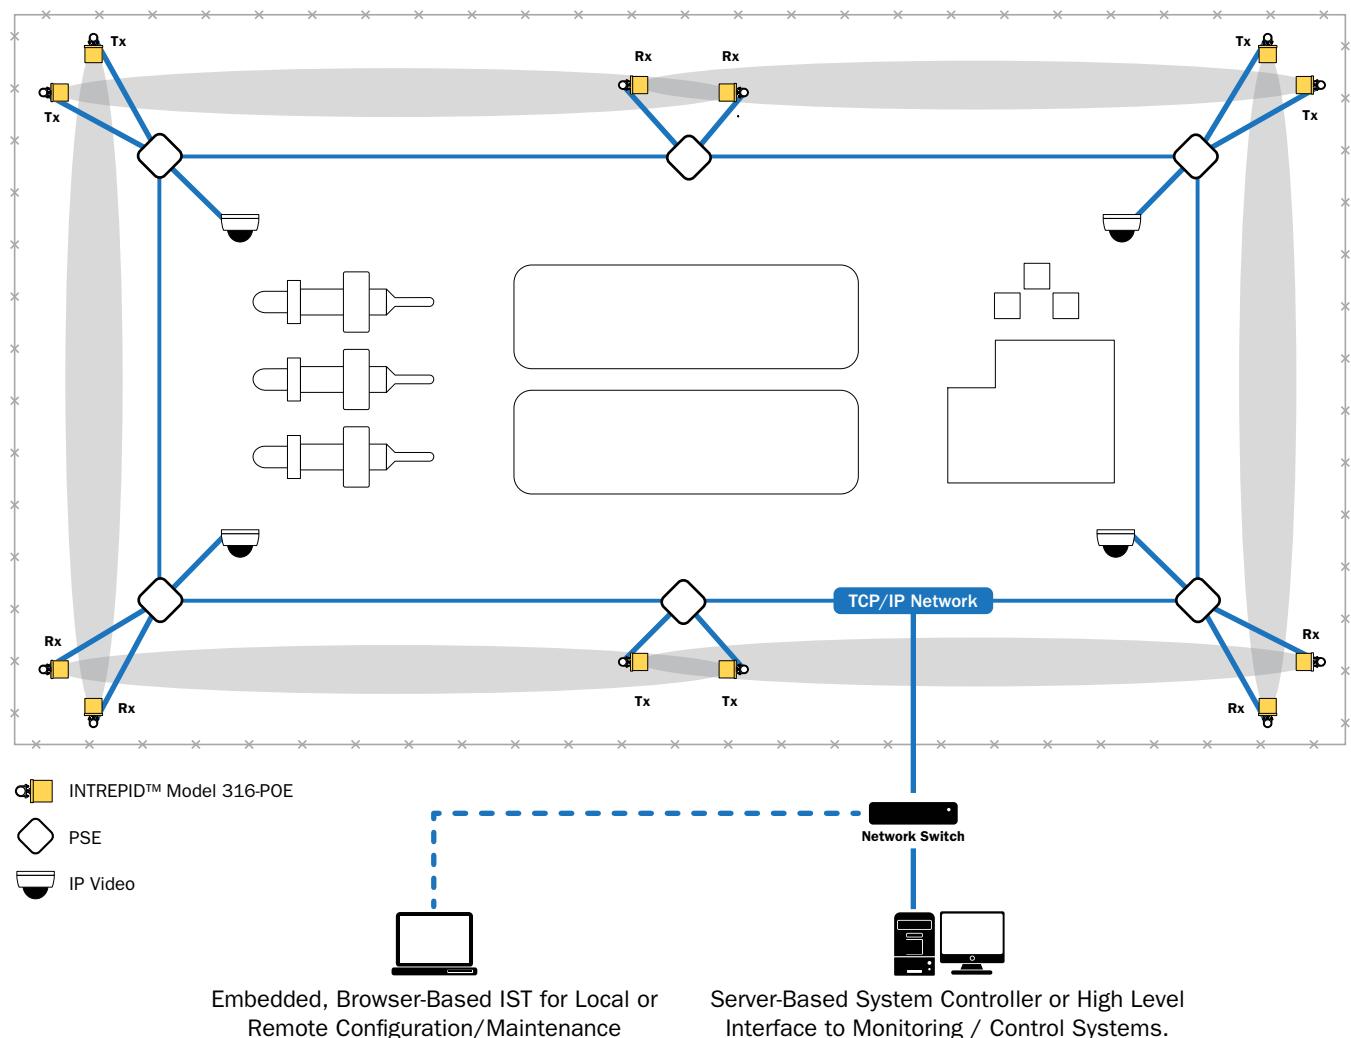 Tx
Rx
Rx
Tx
Tx
Tx
TCP/IP Network
Rx
Rx
Rx
Tx
Tx
Rx
INTREPID™ Model 316-POE
PSE
IP Video
Network Switch
Embedded, Browser-Based IST for Local or
Remote Configuration/Maintenance
Server-Based System Controller or High Level
Interface to Monitoring / Control Systems.